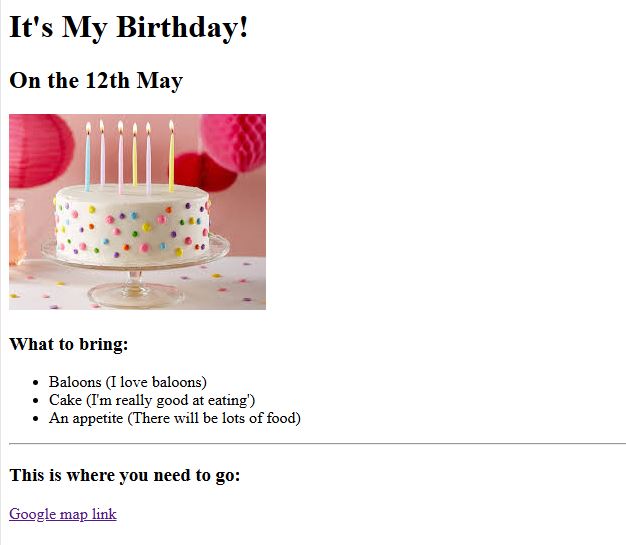 It's My Birthday!
On the 12th May
What to bring:
Baloons (I love baloons)
Cake (I'm really good at eating')
An appetite (There will be lots of food)
This is where you need to go:
Google map link